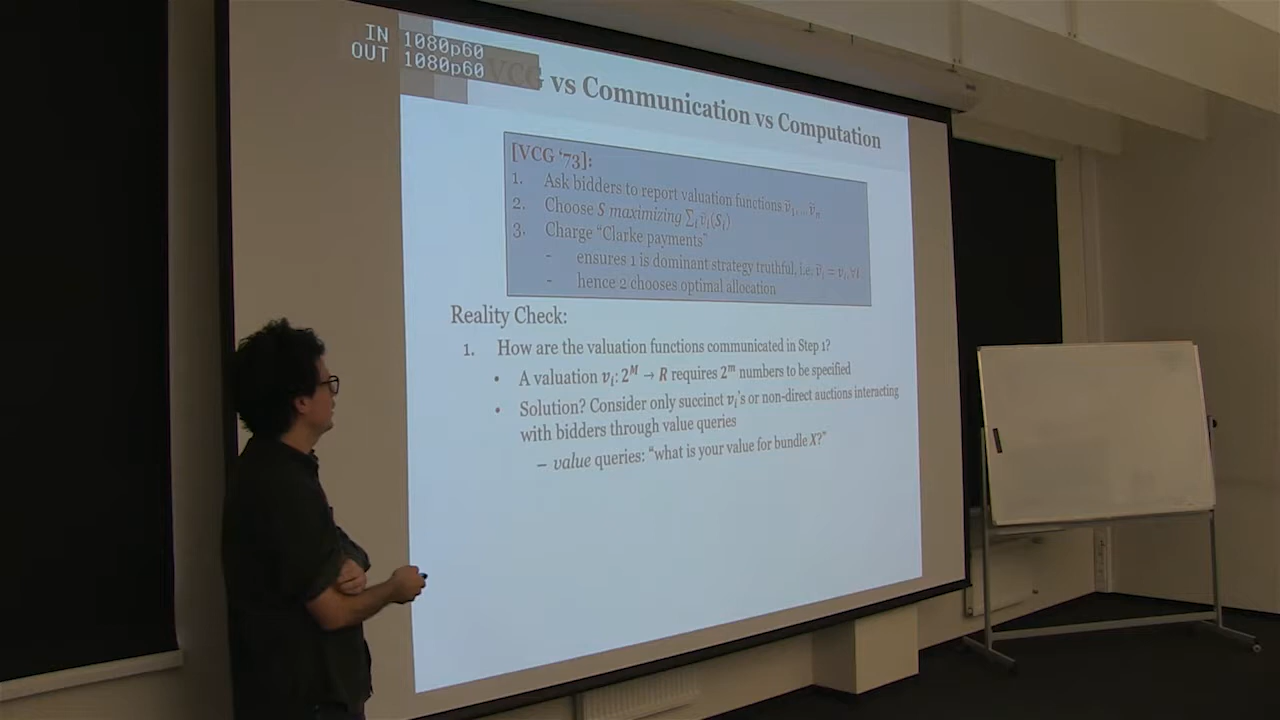 IN 1080p60
OUT 1080p60
VCG vs Communication vs Computation
[VCG ‘73]:
1. Ask bidders to report valuation functions ṽ₁,...ṽₙ
2. Choose S maximizing ∑ᵢ ṽᵢ(Sᵢ)
3. Charge “Clarke payments”
- ensures 1 is dominant strategy truthful, i.e. ṽᵢ = vᵢ, ∀i
- hence 2 chooses optimal allocation
Reality Check:
1. How are the valuation functions communicated in Step 1?
• A valuation vᵢ: 2ᴹ → R requires 2ᵐ numbers to be specified
• Solution? Consider only succinct vᵢ’s or non-direct auctions interacting
with bidders through value queries
– value queries: “what is your value for bundle X?”